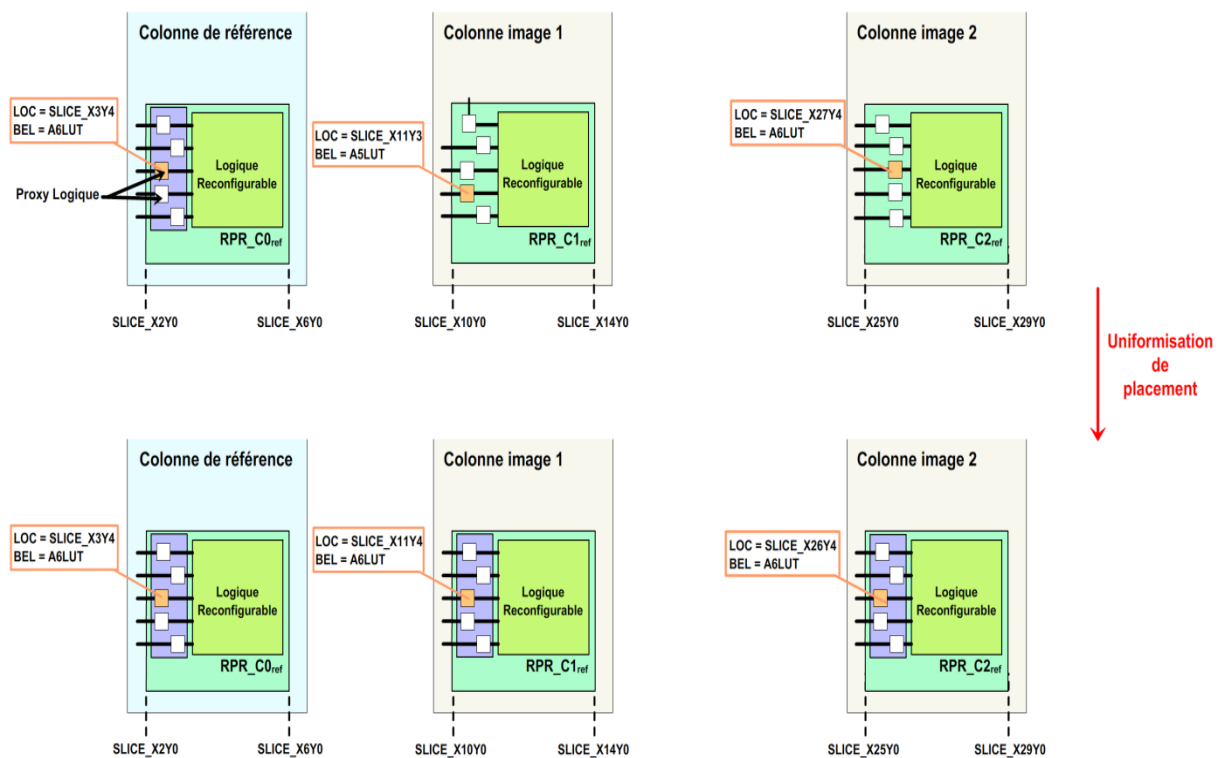 Colonne de référence
Colonne image 1
Colonne image 2
LOC = SLICE_X3Y4
BEL = A6LUT
LOC = SLICE_X11Y3
BEL = A5LUT
LOC = SLICE_X27Y4
BEL = A6LUT
Proxy Logique
Logique
Reconfigurable
RPR_C0ref
Logique
Reconfigurable
RPR_C1ref
Logique
Reconfigurable
RPR_C2ref
SLICE_X2Y0
SLICE_X6Y0
SLICE_X10Y0
SLICE_X14Y0
SLICE_X25Y0
SLICE_X29Y0
Uniformisation
de
placement
Colonne de référence
Colonne image 1
Colonne image 2
LOC = SLICE_X3Y4
BEL = A6LUT
LOC = SLICE_X11Y4
BEL = A6LUT
LOC = SLICE_X26Y4
BEL = A6LUT
Logique
Reconfigurable
RPR_C0ref
Logique
Reconfigurable
RPR_C1ref
Logique
Reconfigurable
RPR_C2ref
SLICE_X2Y0
SLICE_X6Y0
SLICE_X10Y0
SLICE_X14Y0
SLICE_X25Y0
SLICE_X29Y0